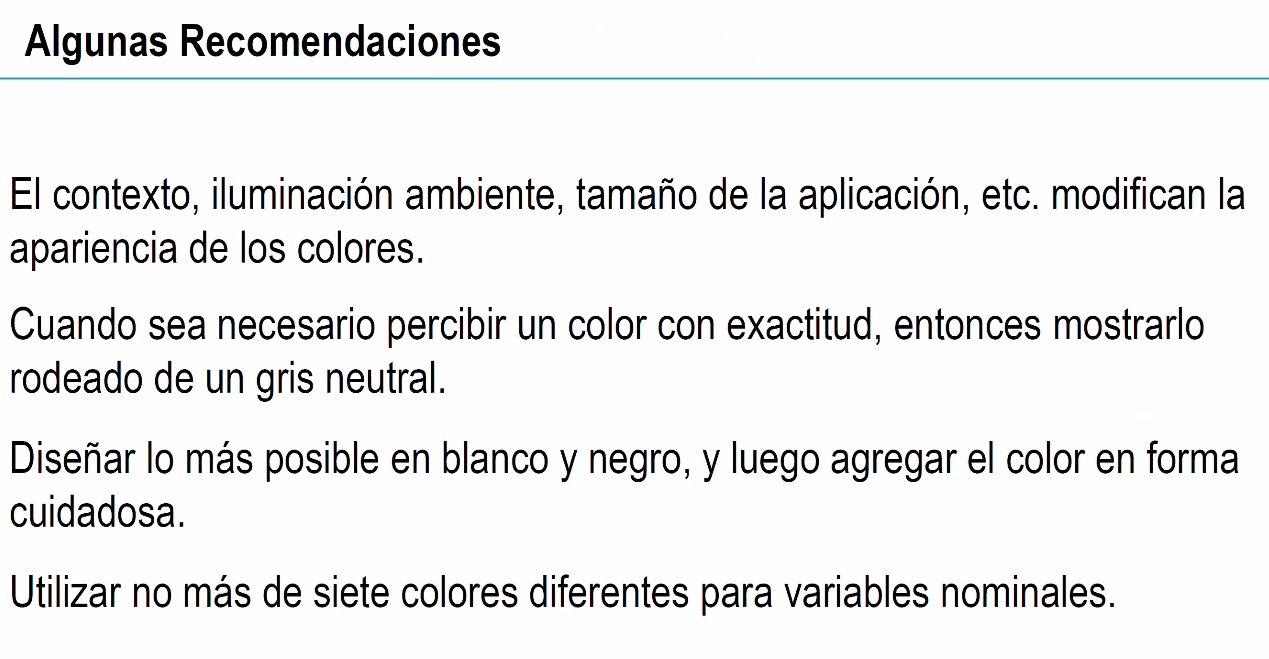 Algunas Recomendaciones
El contexto, iluminación ambiente, tamaño de la aplicación, etc. modifican la
apariencia de los colores.
Cuando sea necesario percibir un color con exactitud, entonces mostrarlo
rodeado de un gris neutral.
Diseñar lo más posible en blanco y negro, y luego agregar el color en forma
cuidadosa.
Utilizar no más de siete colores diferentes para variables nominales.